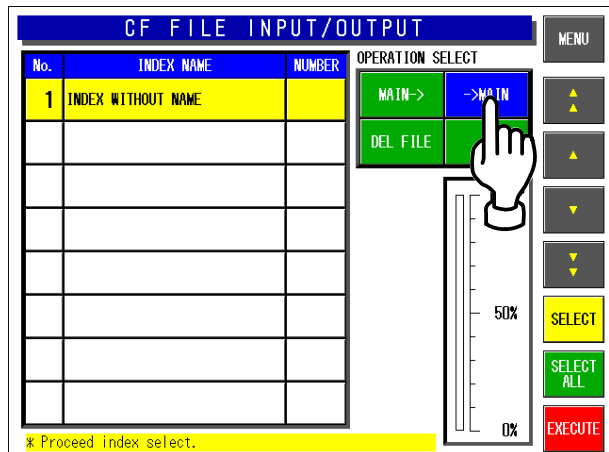 CF FILE INPUT/OUTPUT
MENU
No. INDEX NAME NUMBER
OPERATION SELECT
1 INDEX WITHOUT NAME
MAIN-> ->MAIN
DEL FILE
50%
SELECT
SELECT
ALL
0%
EXECUTE
* Proceed index select.